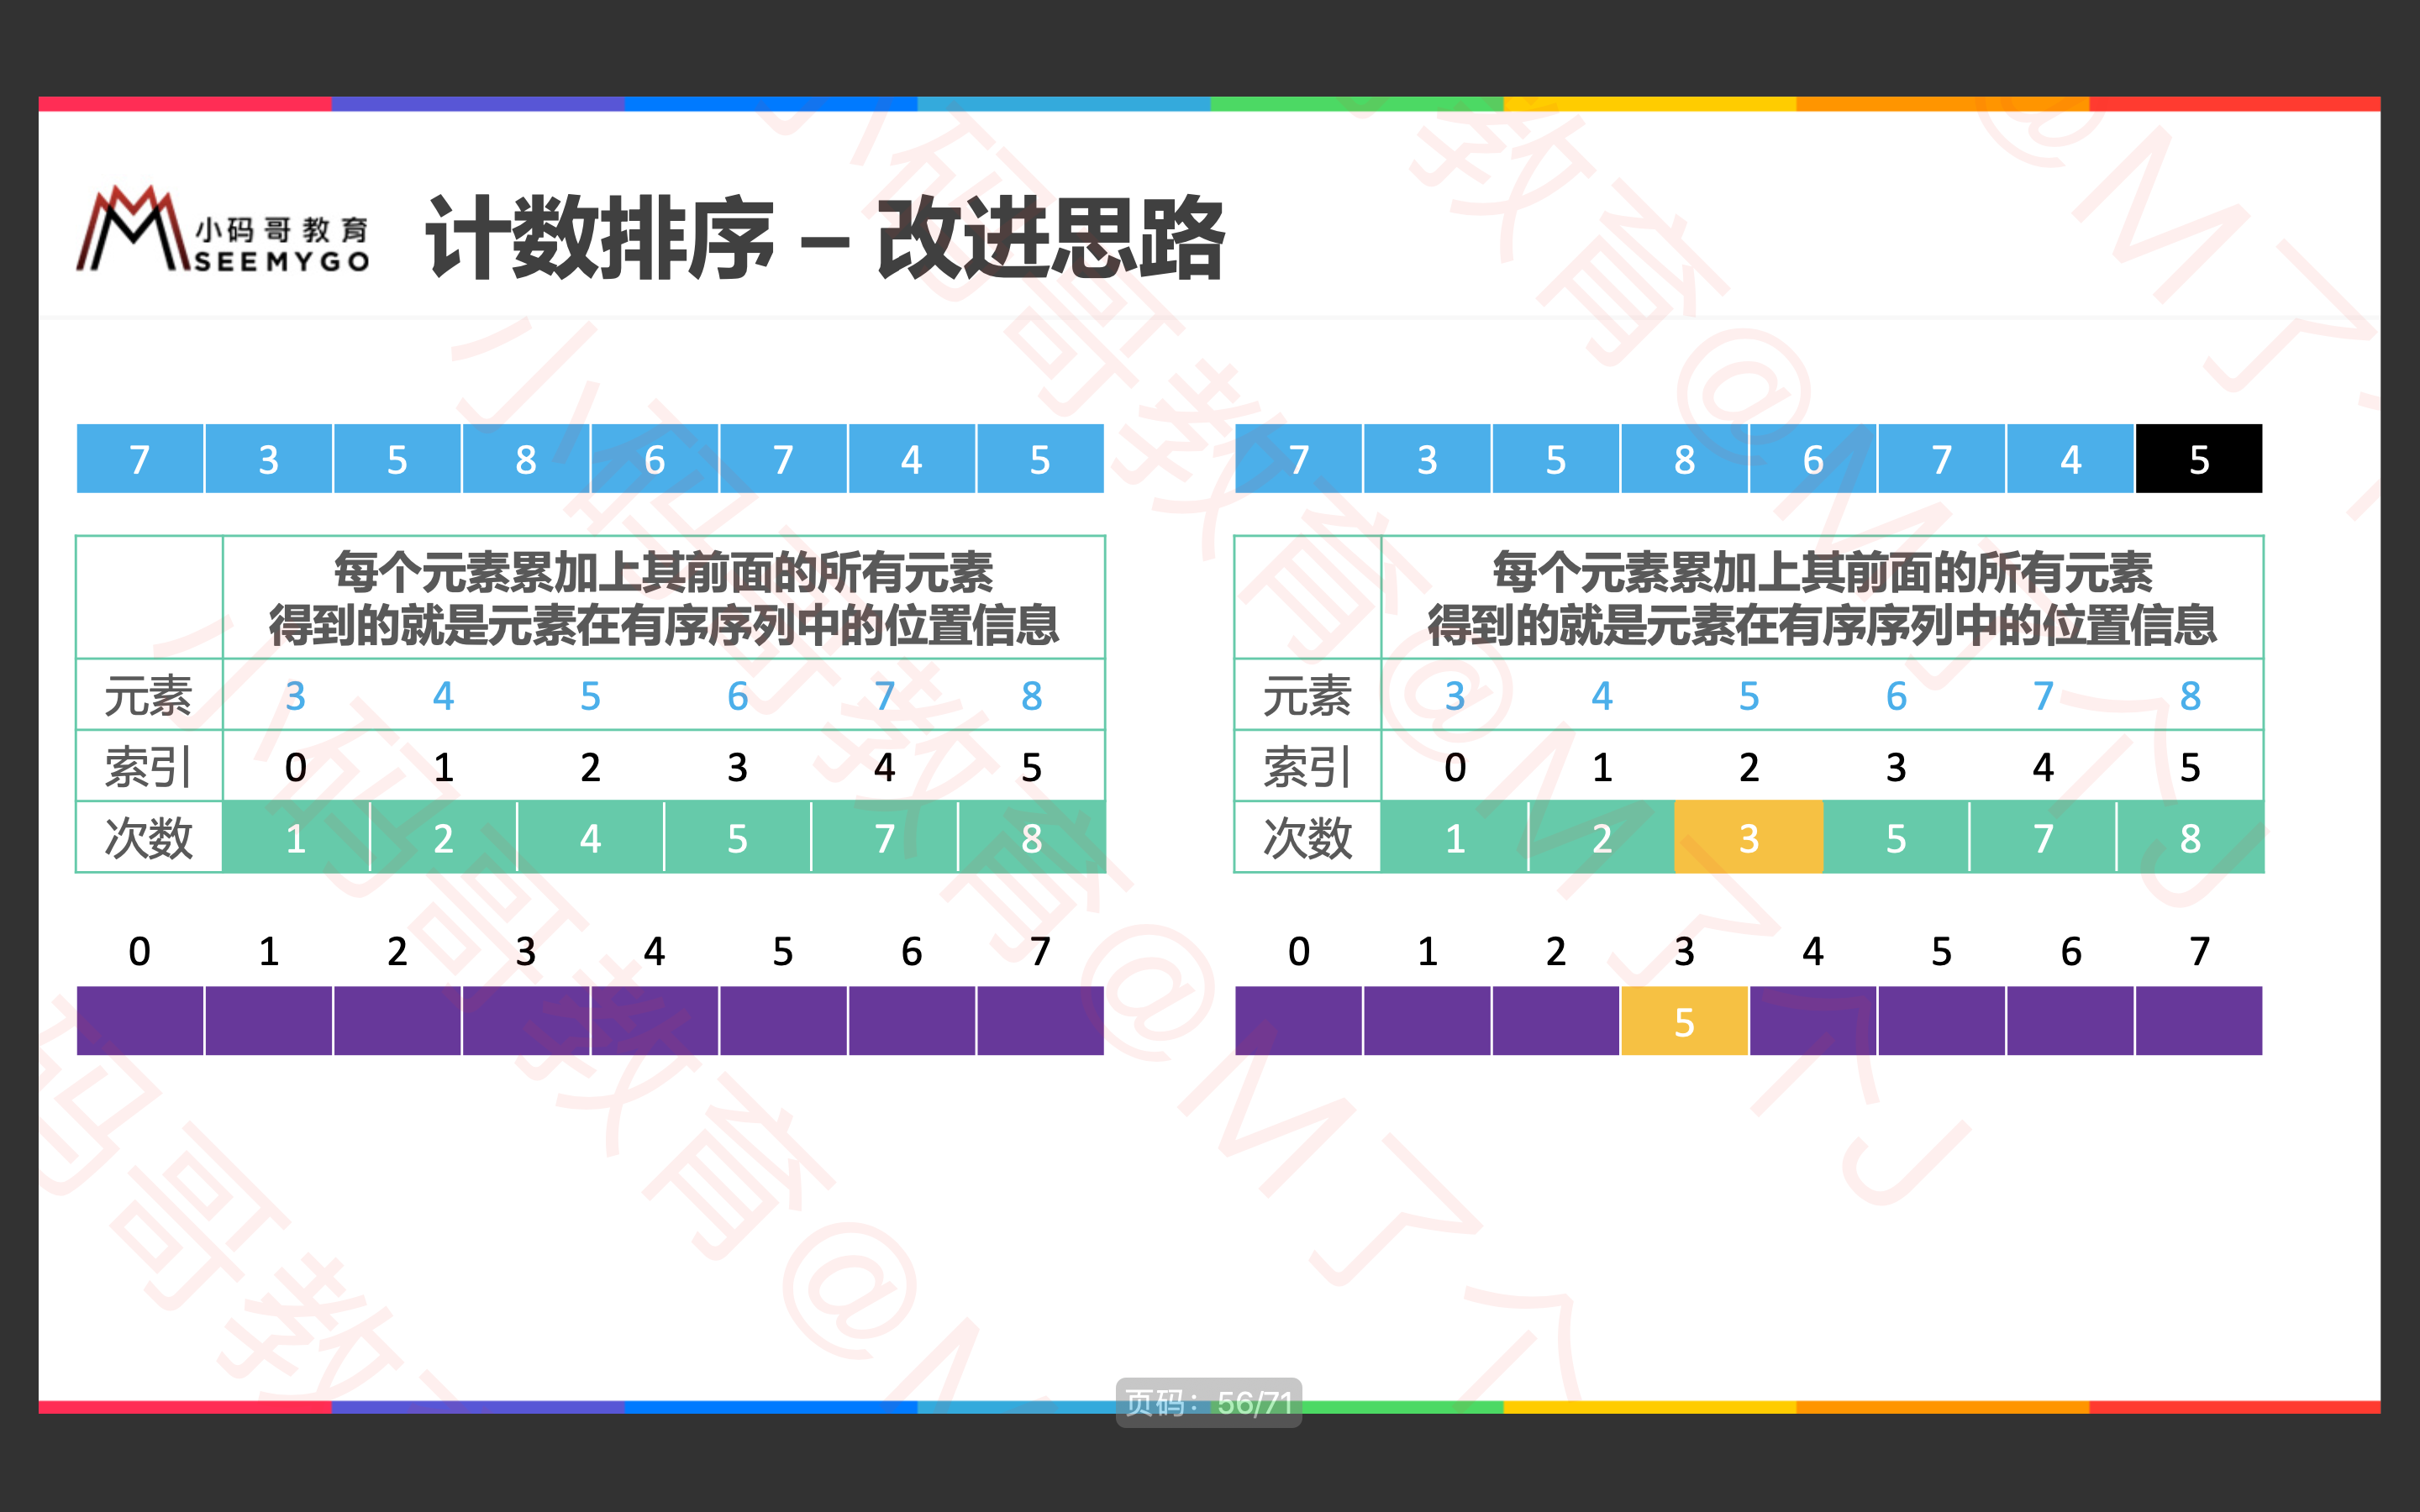 小码哥教育
SEEMYGO
计数排序 – 改进思路
7 3 5 8 6 7 4 5
每个元素累加上其前面的所有元素
得到的就是元素在有序序列中的位置信息
元素 3 4 5 6 7 8
索引 0 1 2 3 4 5
次数 1 2 4 5 7 8
0 1 2 3 4 5 6 7
7 3 5 8 6 7 4 5
每个元素累加上其前面的所有元素
得到的就是元素在有序序列中的位置信息
元素 3 4 5 6 7 8
索引 0 1 2 3 4 5
次数 1 2 3 5 7 8
0 1 2 3 4 5 6 7
5
页码：56/71
小码哥教育@M了个J